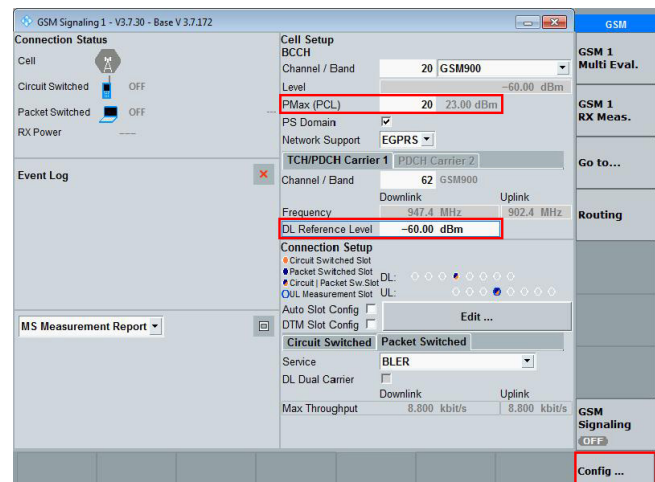 GSM Signaling 1 - V3.7.30 - Base V 3.7.172
GSM
Connection Status
Cell
Circuit Switched OFF
Packet Switched OFF ---
RX Power ---
Event Log
MS Measurement Report
Cell Setup
BCCH
Channel / Band 20 GSM900
Level -60.00 dBm
PMax (PCL) 20 23.00 dBm
PS Domain
Network Support EGPRS
TCH/PDCH Carrier 1 PDCH Carrier 2
Channel / Band 62 GSM900
Downlink Uplink
Frequency 947.4 MHz 902.4 MHz
DL Reference Level -60.00 dBm
Connection Setup
Circuit Switched Slot
Packet Switched Slot
Circuit | Packet Sw.Slot
DL:
UL Measurement Slot
UL:
Auto Slot Config
DTM Slot Config
Edit ...
Circuit Switched Packet Switched
Service BLER
DL Dual Carrier
Downlink Uplink
Max Throughput 8.800 kbit/s 8.800 kbit/s
GSM 1
Multi Eval.
GSM 1
RX Meas.
Go to...
Routing
GSM
Signaling
OFF
Config ...